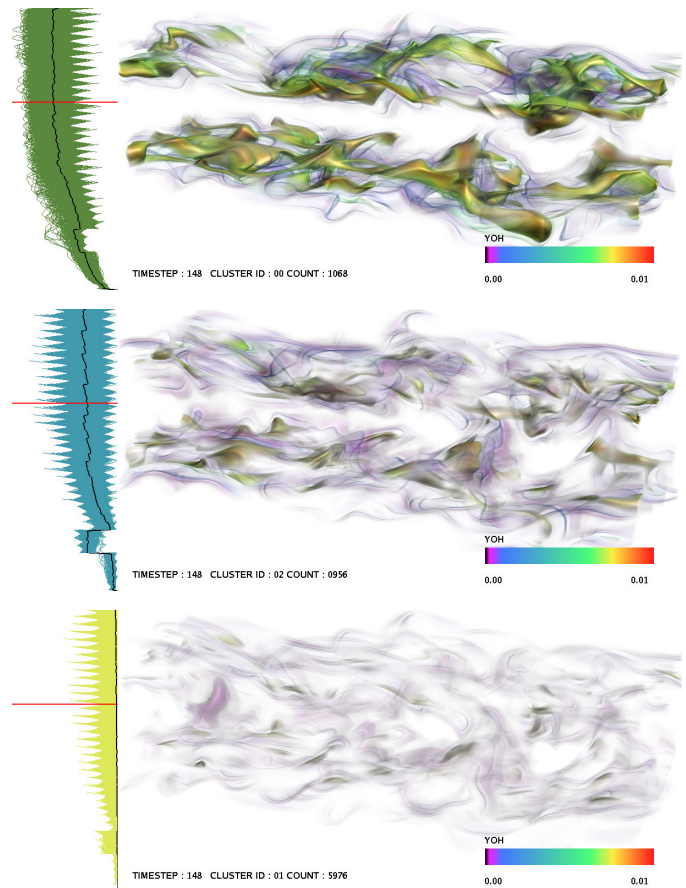 YOH
0.00 0.01
TIMESTEP : 148 CLUSTER ID : 00 COUNT : 1068
YOH
0.00 0.01
TIMESTEP : 148 CLUSTER ID : 02 COUNT : 0956
YOH
0.00 0.01
TIMESTEP : 148 CLUSTER ID : 01 COUNT : 5976